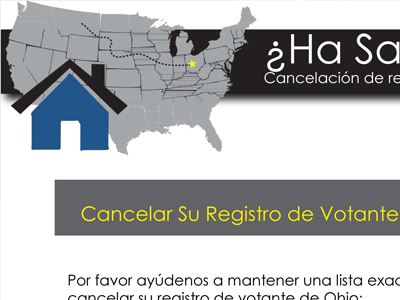 ¿Ha Sa
Cancelación de re
Cancelar Su Registro de Votante
Por favor ayúdenos a mantener una lista exac
cancelar su registro de votante de Ohio: